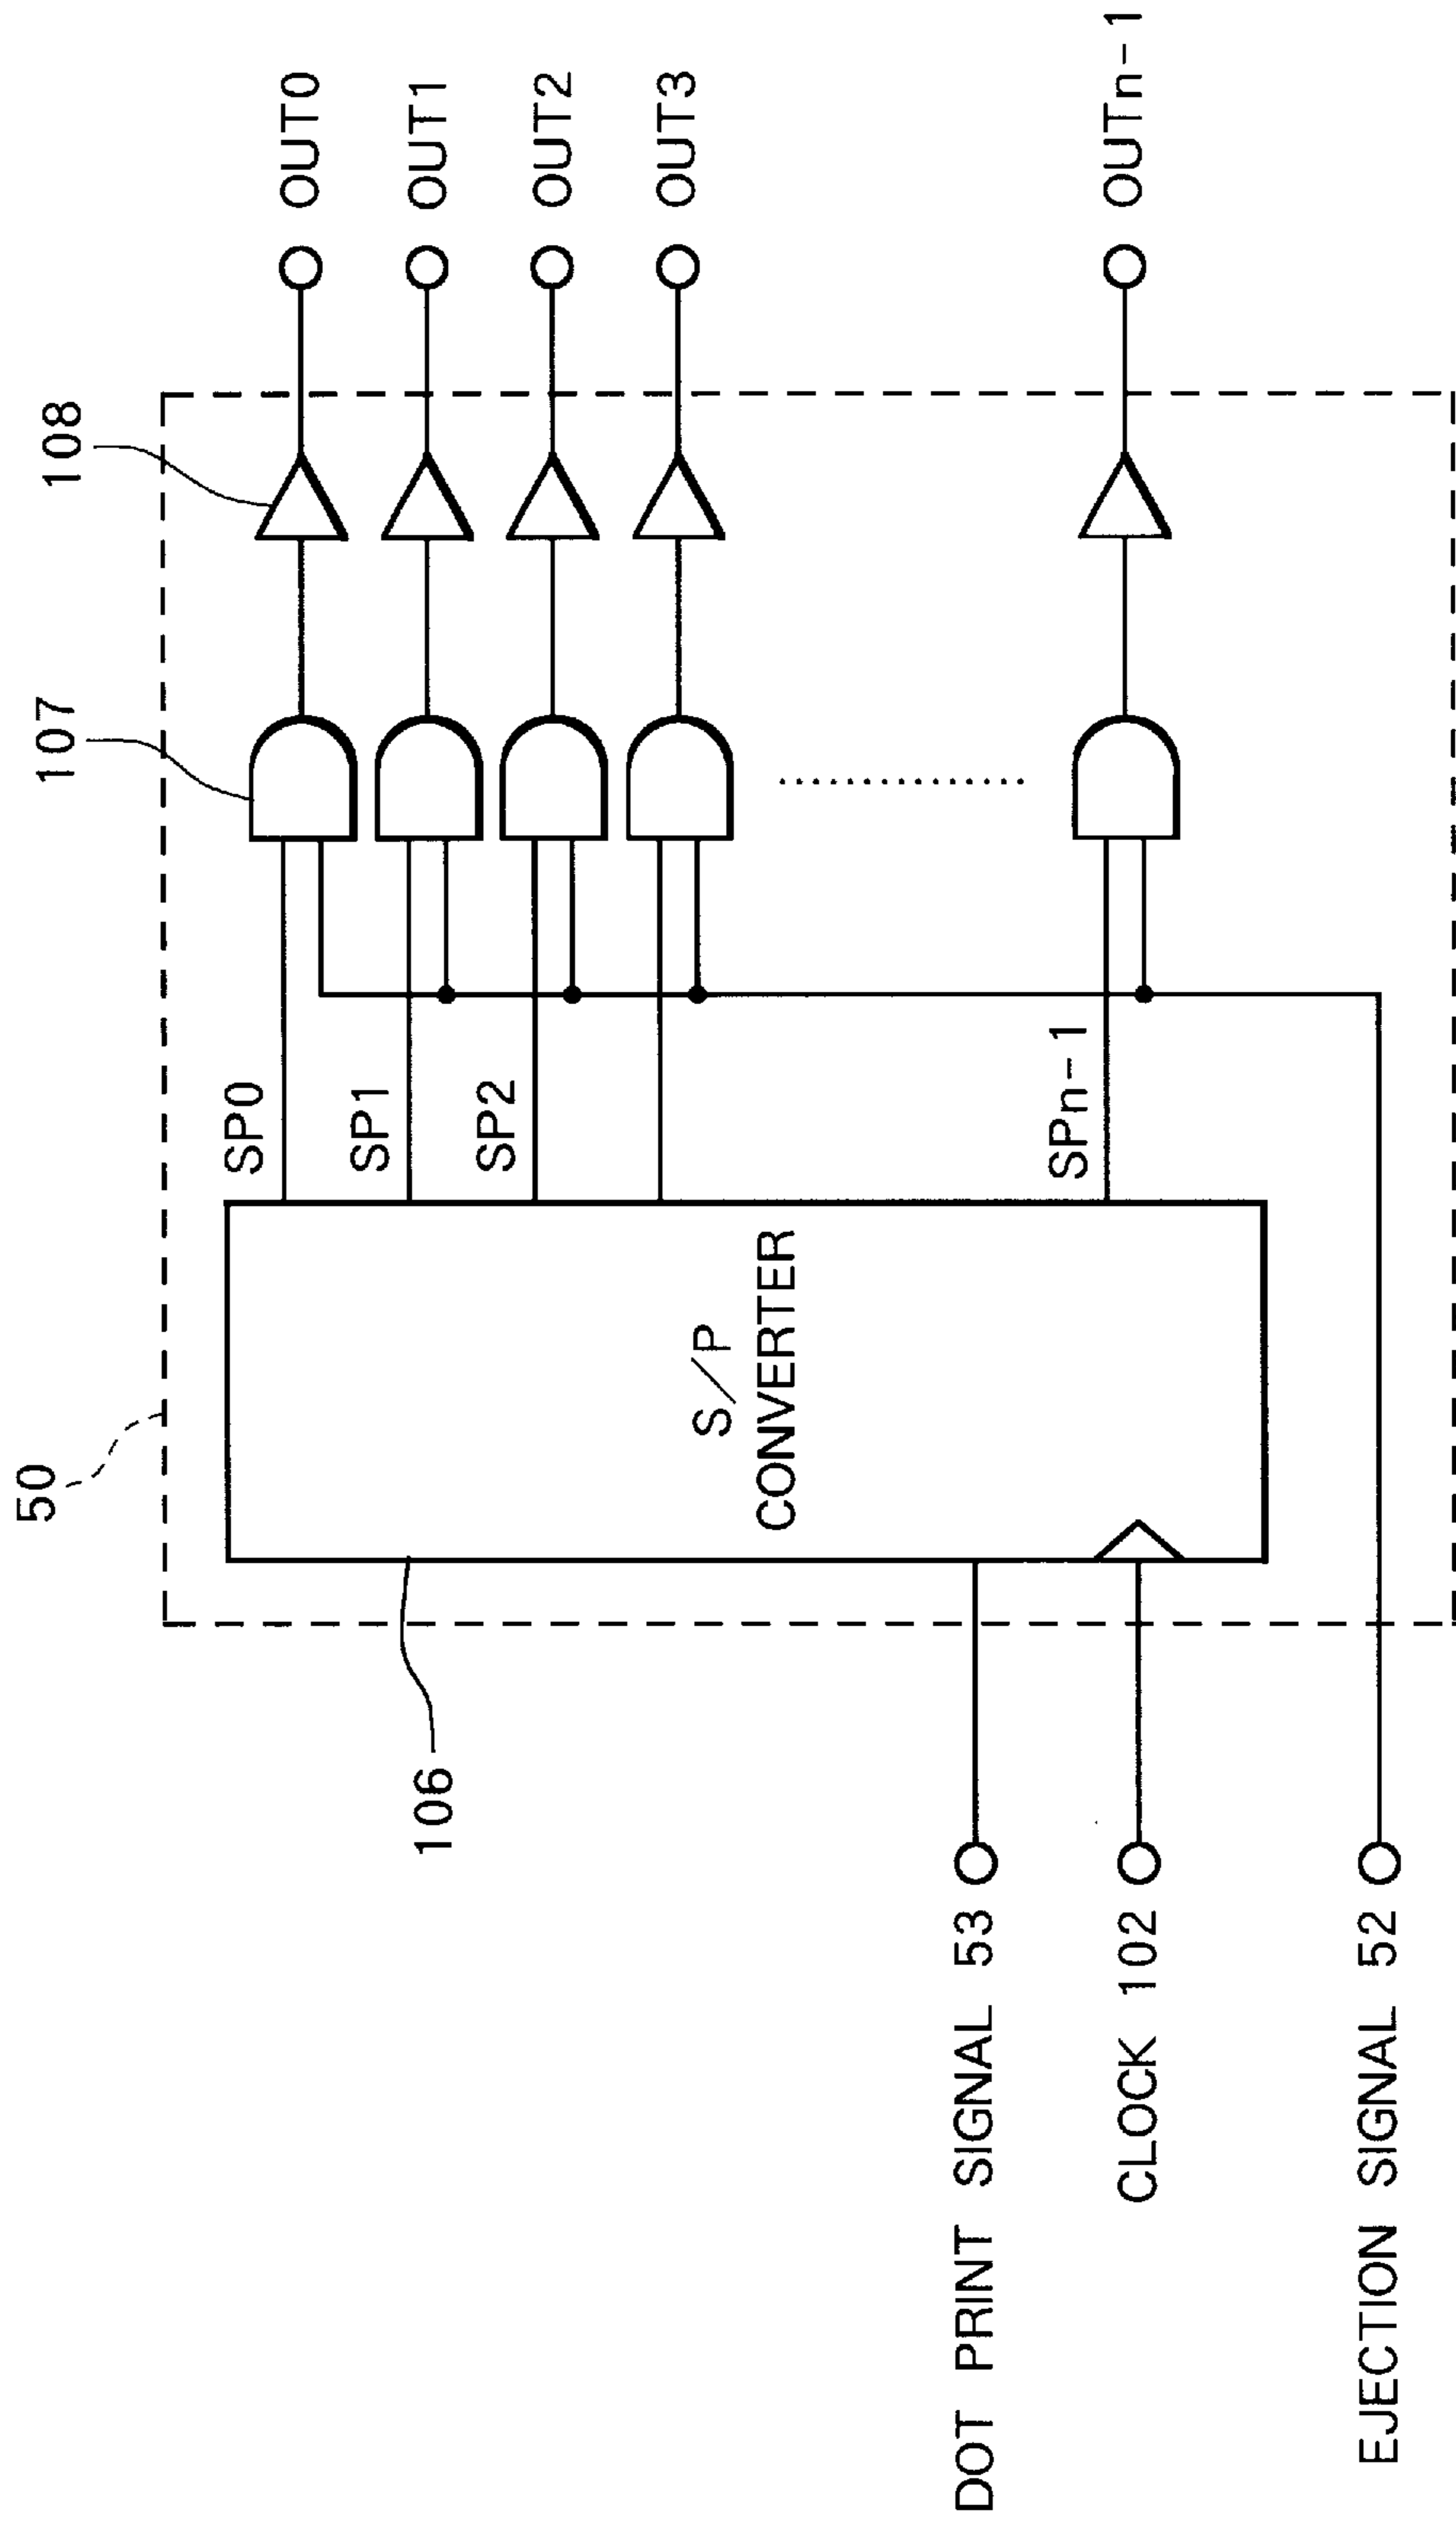 50
106
107
108
S/P
CONVERTER
SP0
SP1
SP2
SPn-1
OUT0
OUT1
OUT2
OUT3
OUTn-1
DOT PRINT SIGNAL 53
CLOCK 102
EJECTION SIGNAL 52